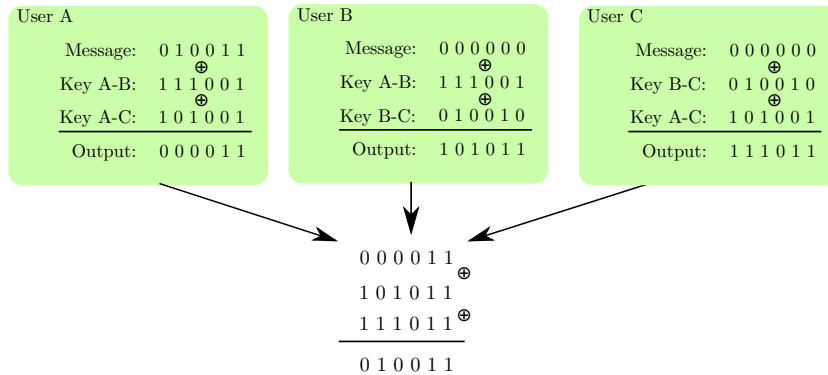 User A
Message: 0 1 0 0 1 1
⊕
Key A-B: 1 1 1 0 0 1
⊕
Key A-C: 1 0 1 0 0 1
Output: 0 0 0 0 1 1
User B
Message: 0 0 0 0 0 0
⊕
Key A-B: 1 1 1 0 0 1
⊕
Key B-C: 0 1 0 0 1 0
Output: 1 0 1 0 1 1
User C
Message: 0 0 0 0 0 0
⊕
Key B-C: 0 1 0 0 1 0
⊕
Key A-C: 1 0 1 0 0 1
Output: 1 1 1 0 1 1
0 0 0 0 1 1
⊕
1 0 1 0 1 1
⊕
1 1 1 0 1 1
0 1 0 0 1 1